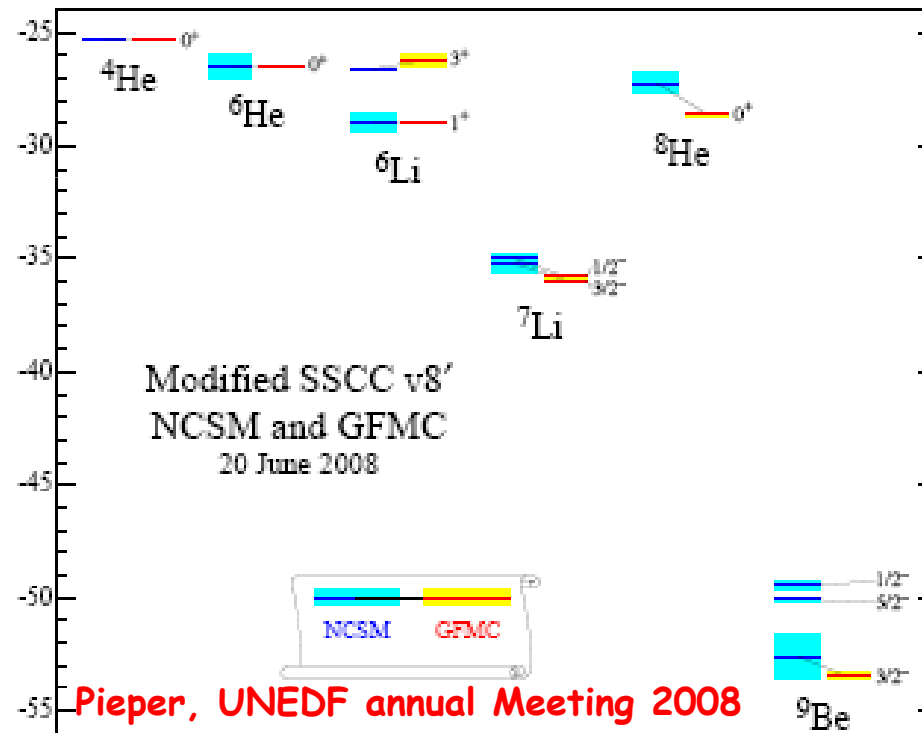 -25
-30
-35
-40
-45
-50
-55
⁴He
0⁺
⁶He
0⁺
3⁺
1⁺
⁶Li
⁸He
0⁺
1/2⁻
3/2⁻
⁷Li
Modified SSCC v8′
NCSM and GFMC
20 June 2008
NCSM GFMC
1/2⁻
5/2⁻
3/2⁻
⁹Be
Pieper, UNEDF annual Meeting 2008